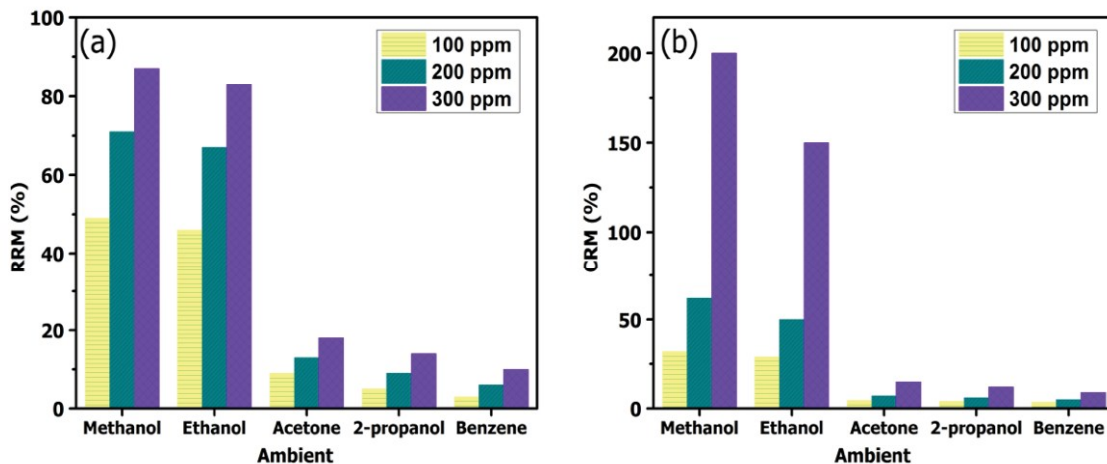 (a)
100 ppm
200 ppm
300 ppm
RRM (%)
100
80
60
40
20
0
Methanol Ethanol Acetone 2-propanol Benzene
Ambient
(b)
100 ppm
200 ppm
300 ppm
CRM (%)
200
150
100
50
0
Methanol Ethanol Acetone 2-propanol Benzene
Ambient